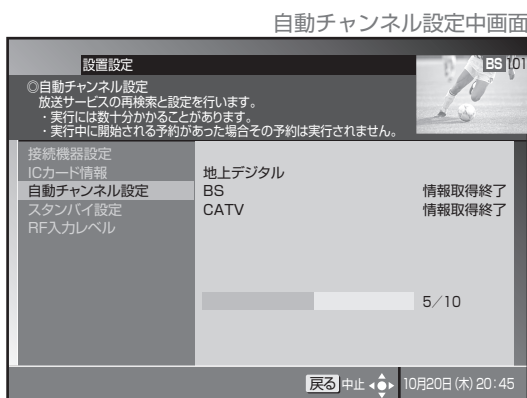 自動チャンネル設定中画面
設置設定
BS 101
◎自動チャンネル設定
放送サービスの再検索と設定を行います。
・実行には数十分かかることがあります。
・実行中に開始される予約があった場合その予約は実行されません。
接続機器設定
ICカード情報
自動チャンネル設定
スタンバイ設定
RF入力レベル
地上デジタル
BS 情報取得終了
CATV 情報取得終了
5／10
戻る 中止 10月20日(木) 20:45